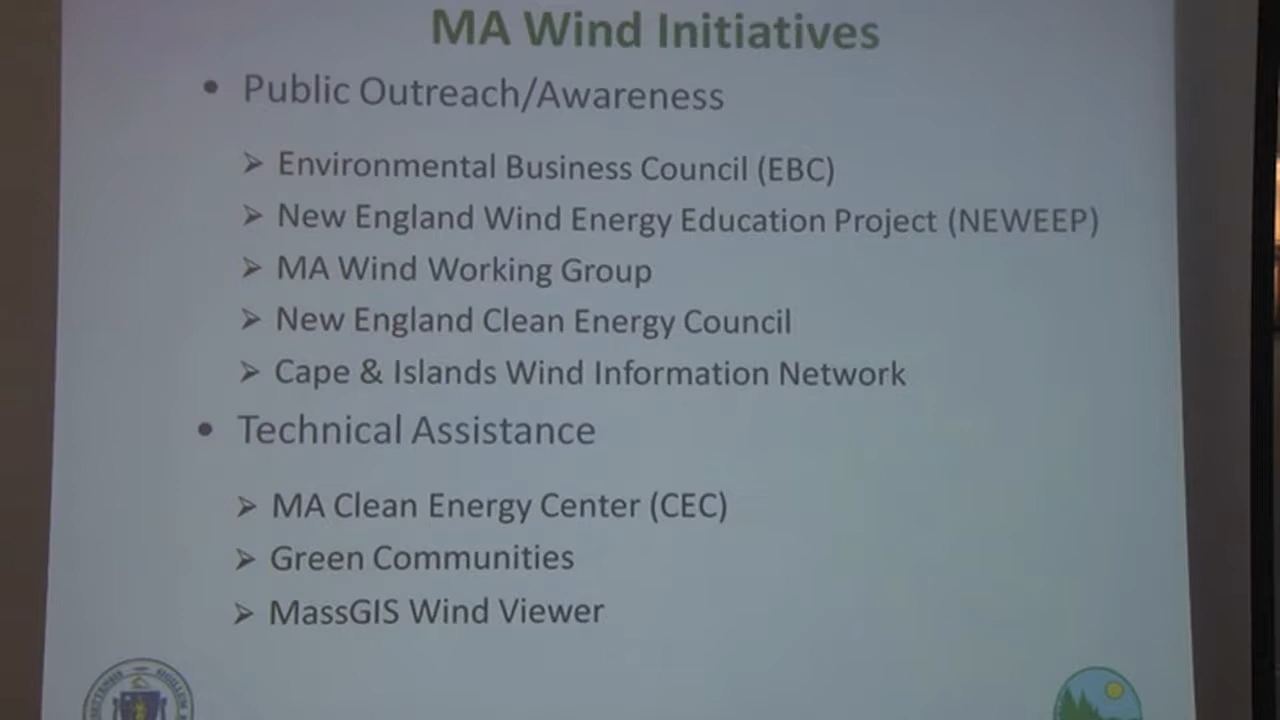 MA Wind Initiatives
• Public Outreach/Awareness
➢ Environmental Business Council (EBC)
➢ New England Wind Energy Education Project (NEWEEP)
➢ MA Wind Working Group
➢ New England Clean Energy Council
➢ Cape & Islands Wind Information Network
• Technical Assistance
➢ MA Clean Energy Center (CEC)
➢ Green Communities
➢ MassGIS Wind Viewer